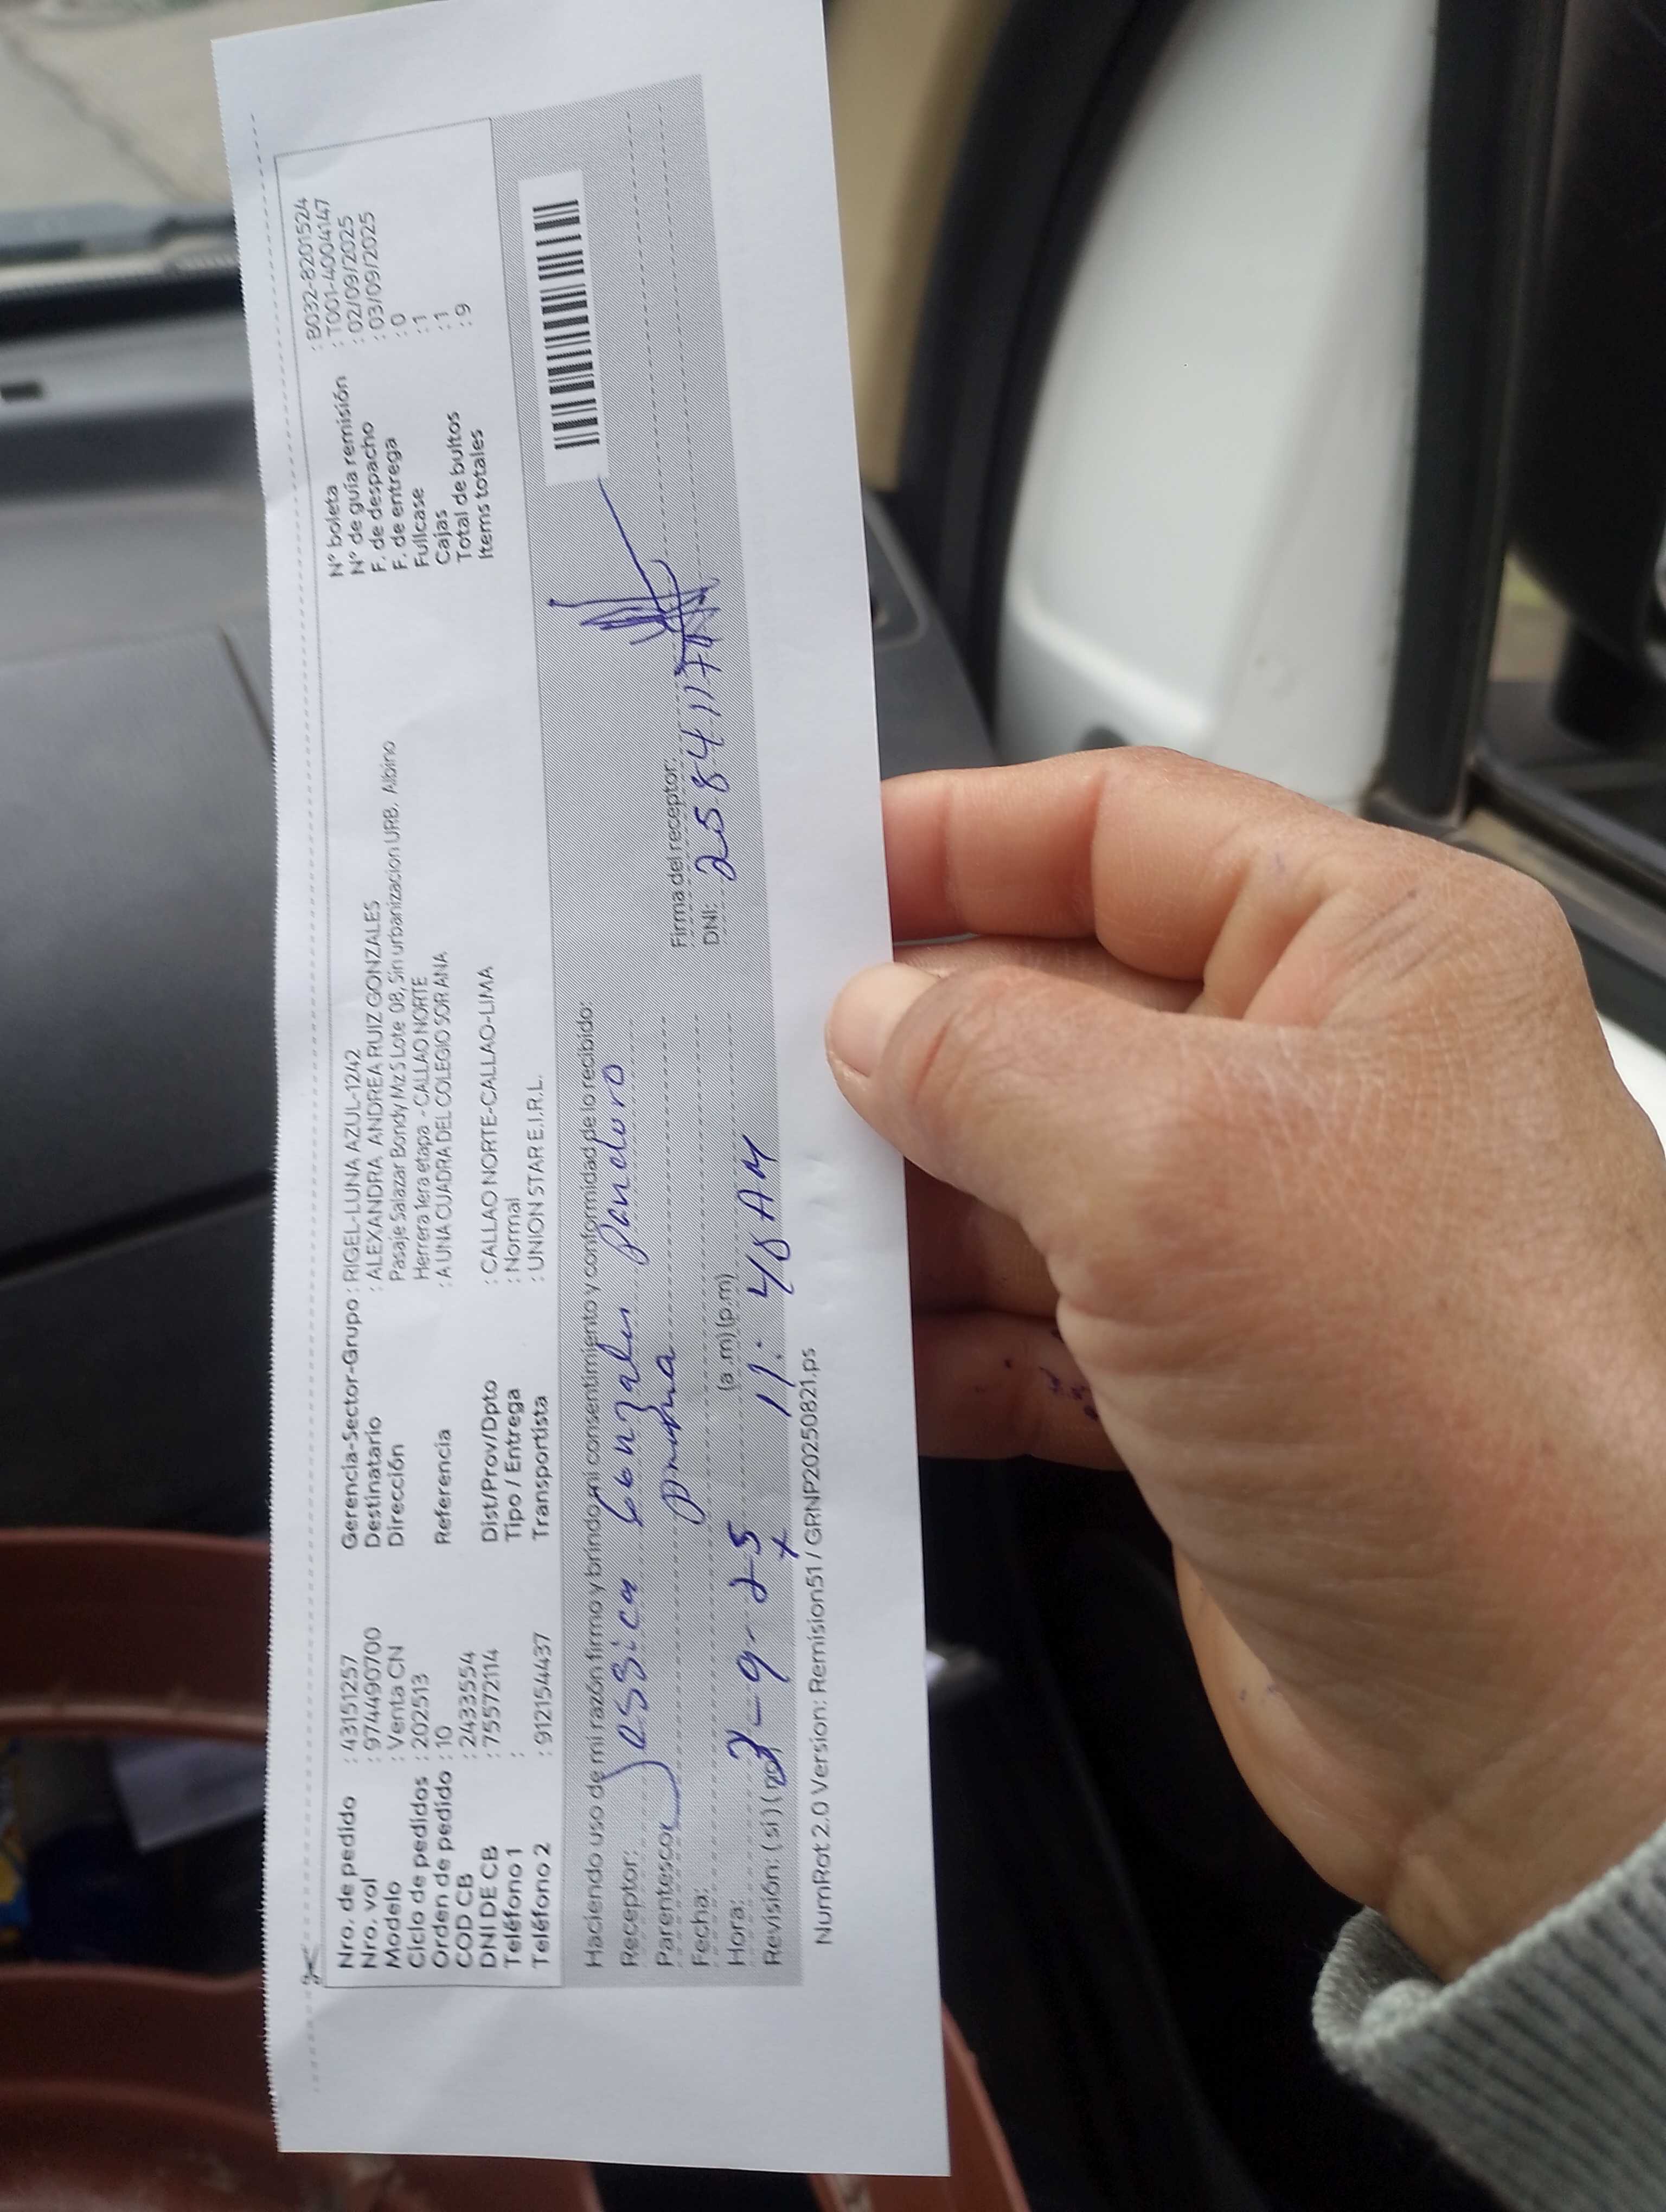 Nro. de pedido : 43151257
Nro. vol : 9744490700
Modelo : Venta CN
Ciclo de pedidos : 202513
Orden de pedido : 10
COD CB : 2433554
DNI DE CB : 75572114
Teléfono 1 :
Teléfono 2 : 912154437
Gerencia-Sector-Grupo : RIGEL-LUNA AZUL-1242
Destinatario : ALEXANDRA ANDREA RUIZ GONZALES
Dirección Pasaje Salazar Bondy Mz S Lote 08, Sin urbanizacion URB. Albino
Herrera 1era etapa - CALLAO NORTE
Referencia : A UNA CUADRA DEL COLEGIO SOR ANA
Dist/Prov/Dpto : CALLAO NORTE-CALLAO-LIMA
Tipo / Entrega : Normal
Transportista : UNION STAR E.I.R.L.
N° boleta : B032-8201524
N° de guía remisión : T001-4004147
F. de despacho : 02/09/2025
F. de entrega : 03/09/2025
Fullcase : 0
Cajas : 1
Total de bultos : 1
Items totales : 9
Haciendo uso de mi razón firmo y brindo mi consentimiento y conformidad de lo recibido:
Receptor: Jessica Gonzales Panduro
Parentesco:
Firma del receptor:
Fecha: 3-9-25
DNI: 2584117
Hora: (a.m) (p.m) 11:48 AM
Revisión: (si) (no) x
NumRot 2.0 Version: Remision51 / GRNP20250821.ps